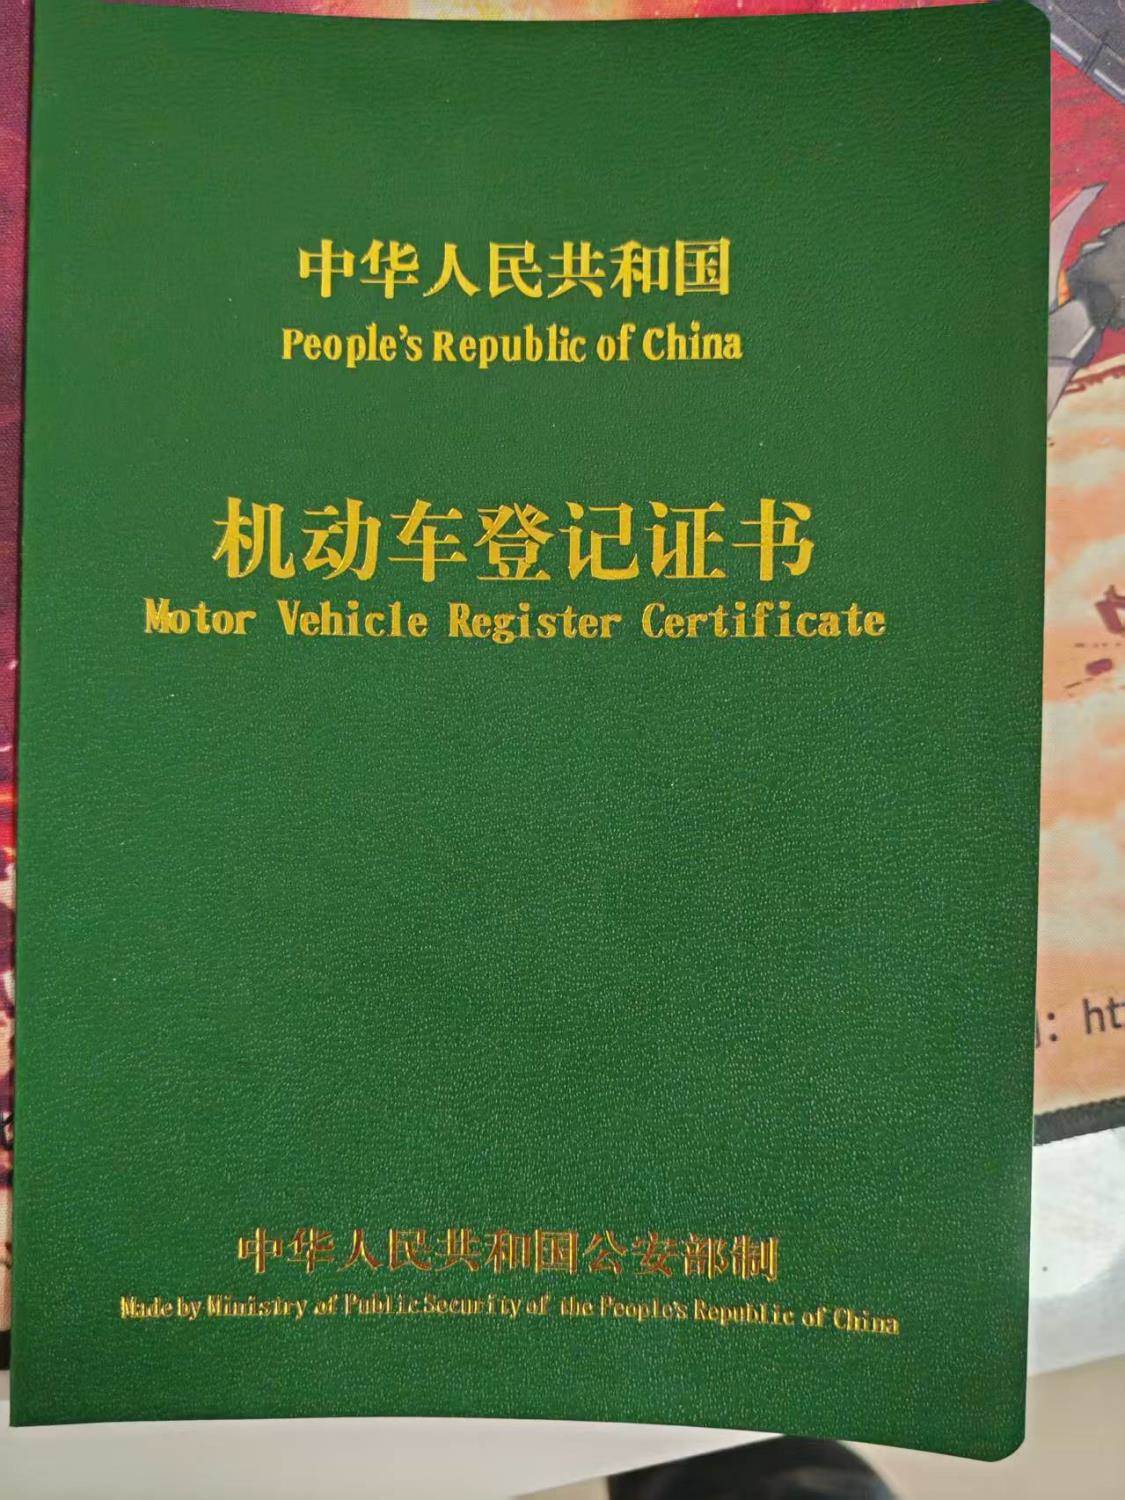 中华人民共和国
People's Republic of China
机动车登记证书
Motor Vehicle Register Certificate
中华人民共和国公安部制
Made by Ministry of Public Security of the People's Republic of China
: ht